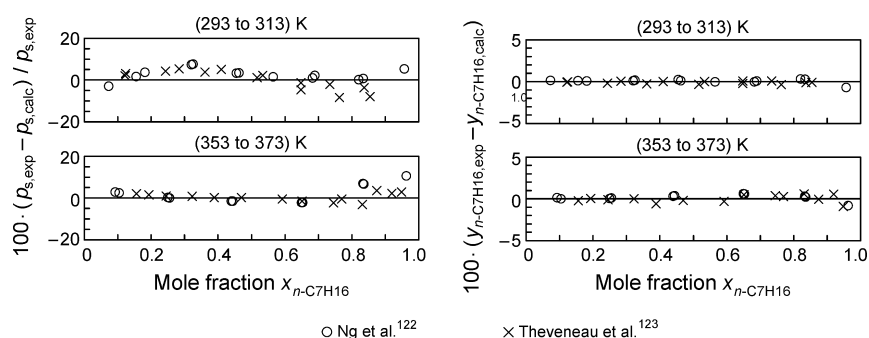 (293 to 313) K
20
0
−20
(353 to 373) K
20
0
−20
0 0.2 0.4 0.6 0.8 1.0
100·(ps,exp − ps,calc) / ps,exp
Mole fraction xn-C7H16
(293 to 313) K
5
0
1.0
−5
(353 to 373) K
5
0
−5
0 0.2 0.4 0.6 0.8 1.0
100·(yn-C7H16,exp − yn-C7H16,calc)
Mole fraction xn-C7H16
Ng et al.122
Theveneau et al.123